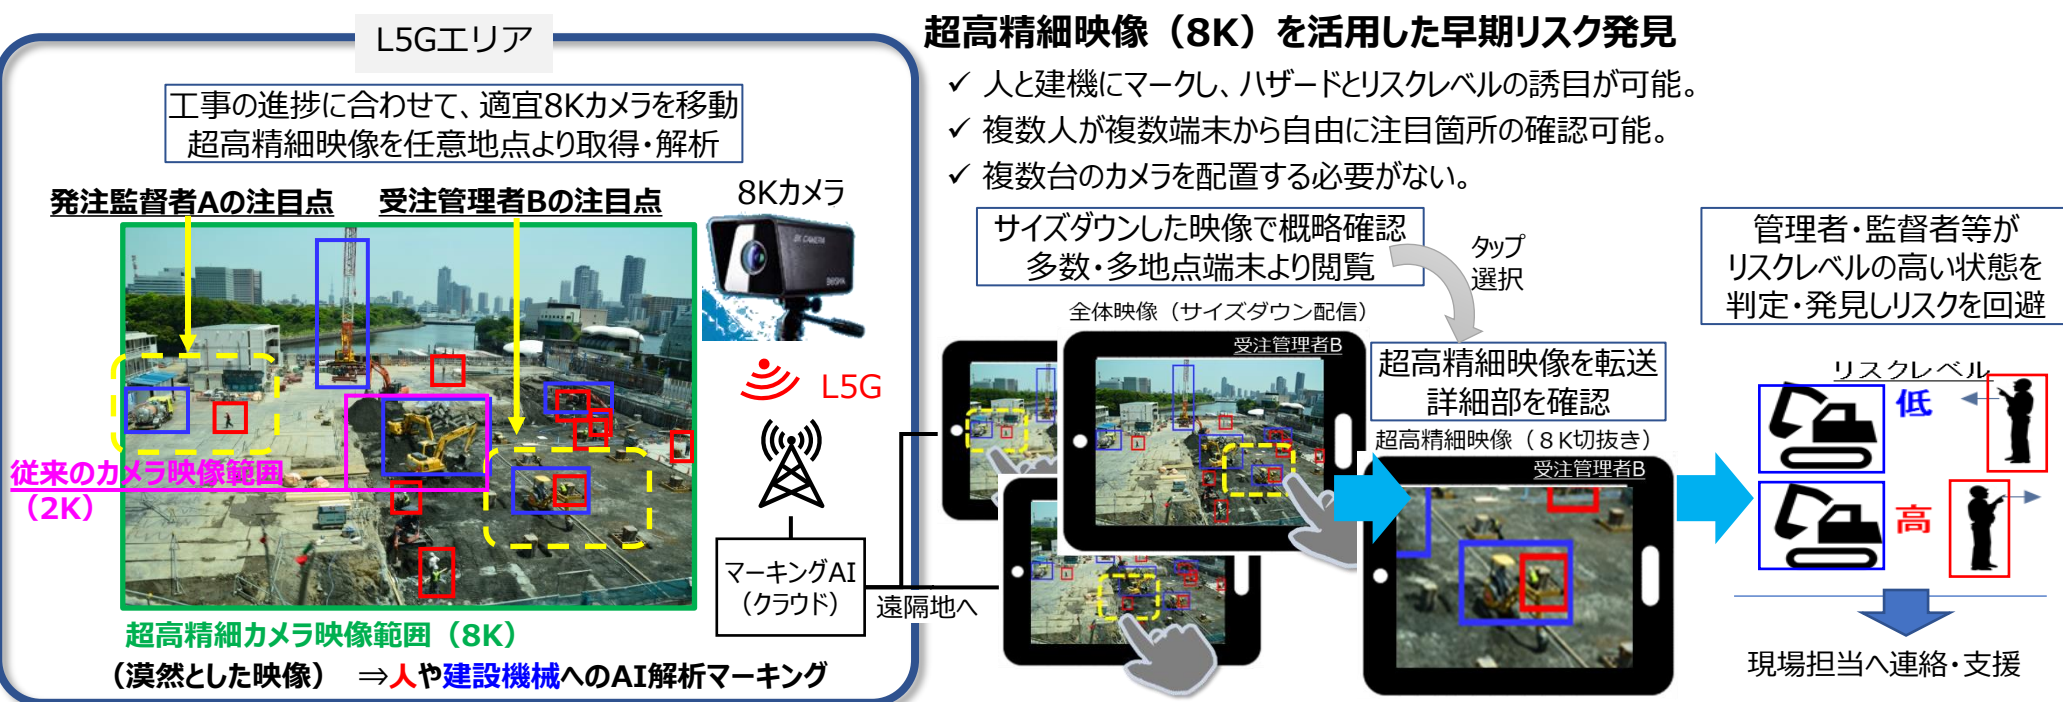 L5Gエリア
工事の進捗に合わせて、適宜8Kカメラを移動
超高精細映像を任意地点より取得・解析
発注監督者Aの注目点
受注管理者Bの注目点
8Kカメラ
8K CAMERA
L5G
従来のカメラ映像範囲
（2K）
マーキングAI
（クラウド）
遠隔地へ
超高精細カメラ映像範囲（8K）
（漠然とした映像）　⇒人や建設機械へのAI解析マーキング
超高精細映像（8K）を活用した早期リスク発見
✓ 人と建機にマークし、ハザードとリスクレベルの誘目が可能。
✓ 複数人が複数端末から自由に注目箇所の確認可能。
✓ 複数台のカメラを配置する必要がない。
サイズダウンした映像で概略確認
多数・多地点端末より閲覧
タップ
選択
全体映像（サイズダウン配信）
受注管理者B
超高精細映像を転送
詳細部を確認
超高精細映像（８Ｋ切抜き）
受注管理者B
管理者・監督者等が
リスクレベルの高い状態を
判定・発見しリスクを回避
リスクレベル
低
高
現場担当へ連絡・支援